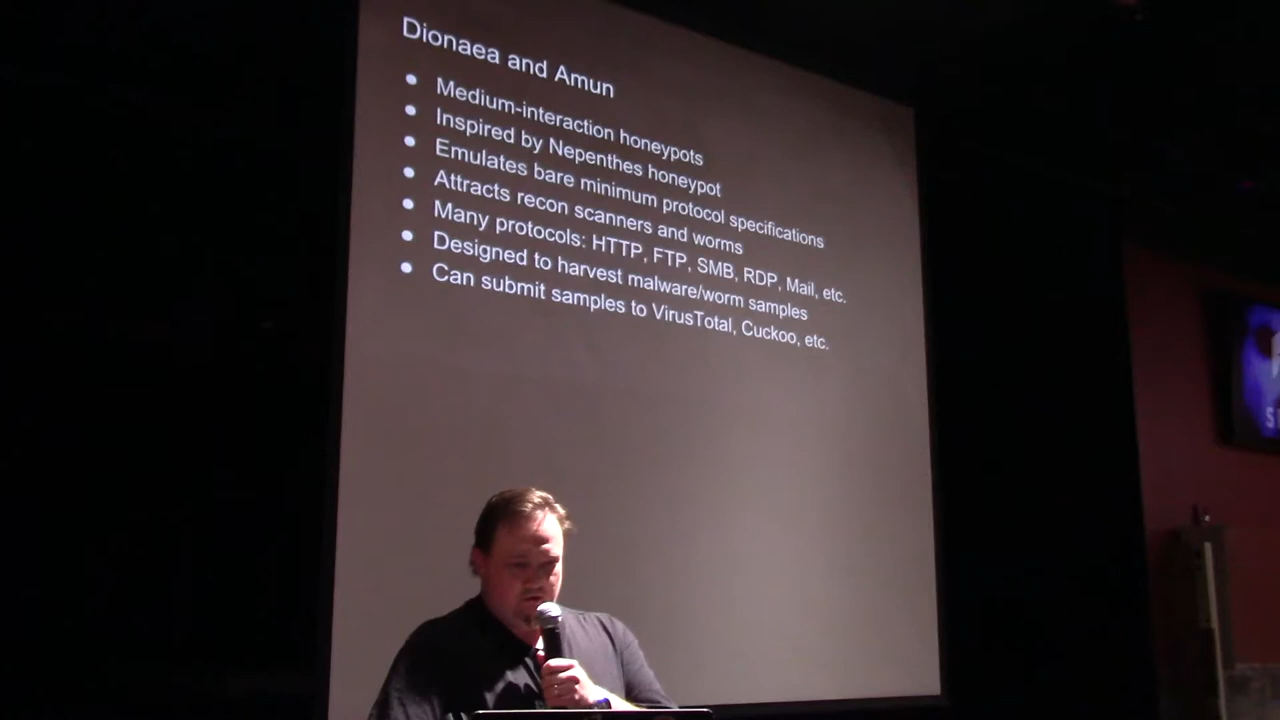 Dionaea and Amun
● Medium-interaction honeypots
● Inspired by Nepenthes honeypot
● Emulates bare minimum protocol specifications
● Attracts recon scanners and worms
● Many protocols: HTTP, FTP, SMB, RDP, Mail, etc.
● Designed to harvest malware/worm samples
● Can submit samples to VirusTotal, Cuckoo, etc.